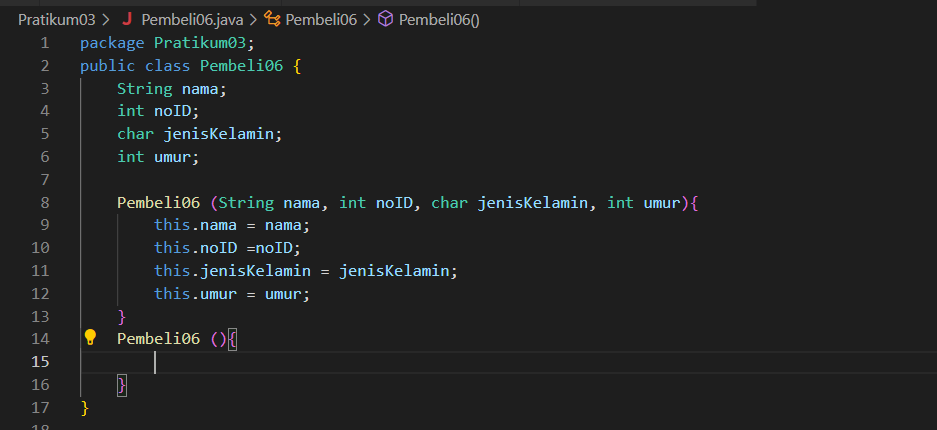 Pratikum03 > J Pembeli06.java > Pembeli06 > Pembeli06()
1 package Pratikum03;
2 public class Pembeli06 {
3 String nama;
4 int noID;
5 char jenisKelamin;
6 int umur;
7
8 Pembeli06 (String nama, int noID, char jenisKelamin, int umur){
9 this.nama = nama;
10 this.noID =noID;
11 this.jenisKelamin = jenisKelamin;
12 this.umur = umur;
13 }
14 Pembeli06 (){
15
16 }
17 }
18